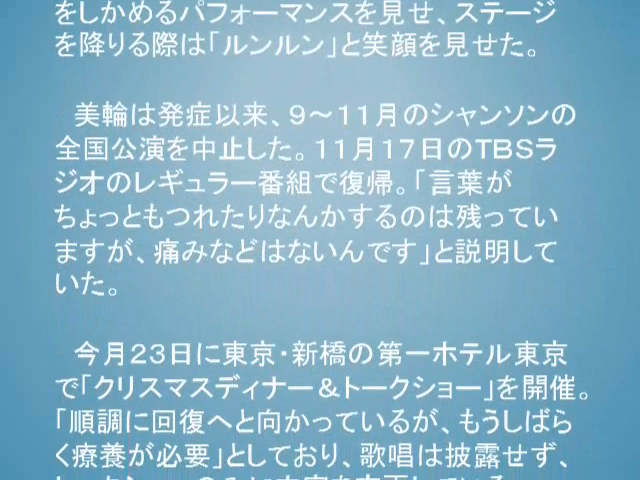 をしかめるパフォーマンスを見せ、ステージ
を降りる際は「ルンルン」と笑顔を見せた。
美輪は発症以来、９～１１月のシャンソンの
全国公演を中止した。１１月１７日のＴＢＳラ
ジオのレギュラー番組で復帰。「言葉が
ちょっともつれたりなんかするのは残ってい
ますが、痛みなどはないんです」と説明して
いた。
今月２３日に東京・新橋の第一ホテル東京
で「クリスマスディナー＆トークショー」を開催。
「順調に回復へと向かっているが、もうしばら
く療養が必要」としており、歌唱は披露せず、